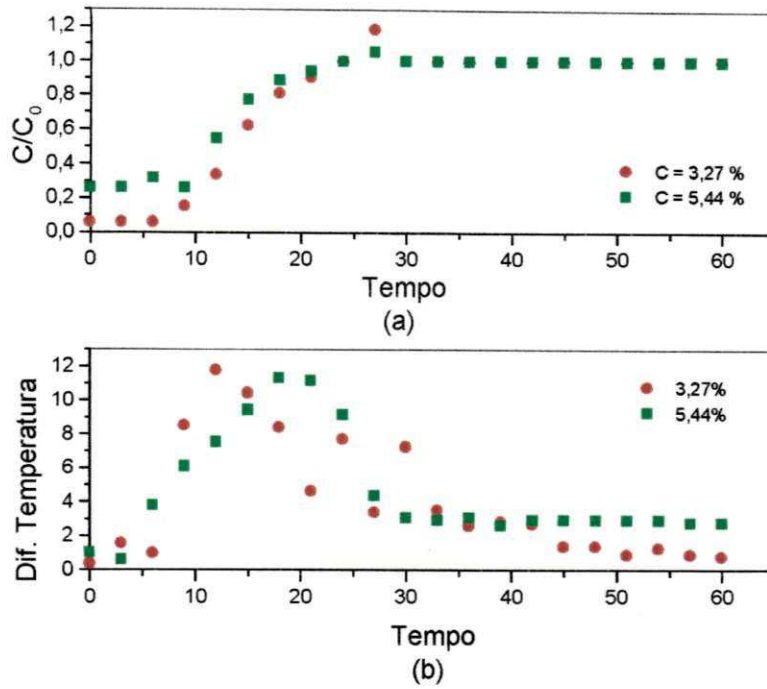 1,2
1,0
0,8
0,6
0,4
0,2
0,0
C/C0
C = 3,27 %
C = 5,44 %
0 10 20 30 40 50 60
Tempo
(a)
12
10
8
6
4
2
0
Dif. Temperatura
3,27%
5,44%
0 10 20 30 40 50 60
Tempo
(b)